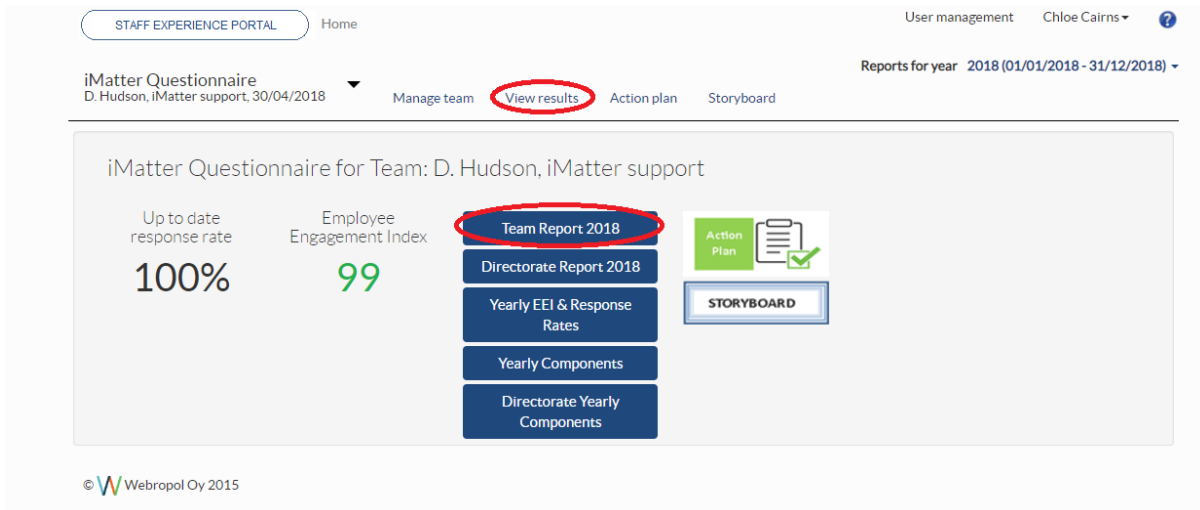 STAFF EXPERIENCE PORTAL
Home
User management
Chloe Cairns
?
iMatter Questionnaire
D. Hudson, iMatter support, 30/04/2018
Manage team
View results
Action plan
Storyboard
Reports for year 2018 (01/01/2018 - 31/12/2018)
iMatter Questionnaire for Team: D. Hudson, iMatter support
Up to date
response rate
100%
Employee
Engagement Index
99
Team Report 2018
Directorate Report 2018
Yearly EEI & Response
Rates
Yearly Components
Directorate Yearly
Components
Action
Plan
STORYBOARD
© Webropol Oy 2015